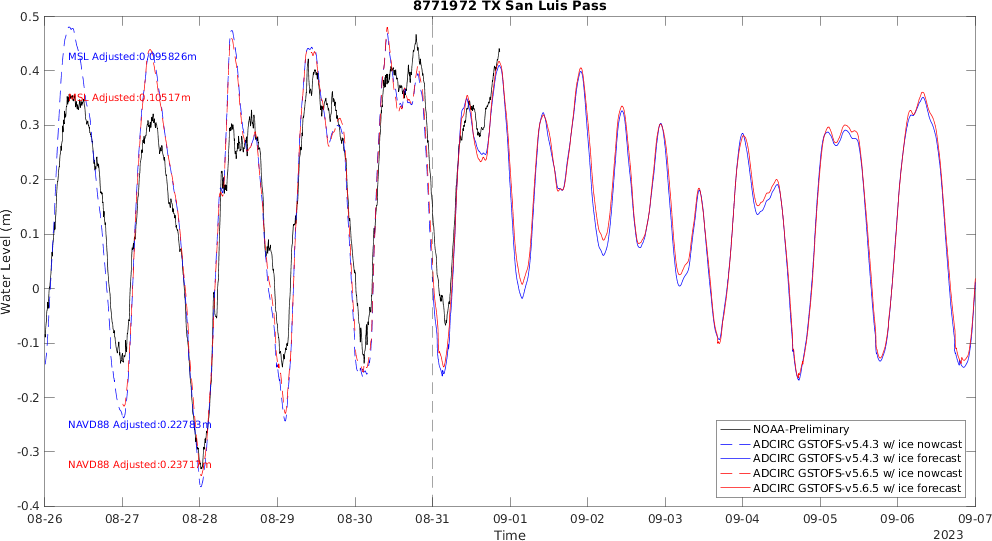 8771972 TX San Luis Pass
0.5
0.4
0.3
0.2
0.1
0
-0.1
-0.2
-0.3
-0.4
Water Level (m)
MSL Adjusted:0.095826m
MSL Adjusted:0.10517m
NAVD88 Adjusted:0.22783m
NAVD88 Adjusted:0.23711m
NOAA-Preliminary
ADCIRC GSTOFS-v5.4.3 w/ ice nowcast
ADCIRC GSTOFS-v5.4.3 w/ ice forecast
ADCIRC GSTOFS-v5.6.5 w/ ice nowcast
ADCIRC GSTOFS-v5.6.5 w/ ice forecast
08-26 08-27 08-28 08-29 08-30 08-31 09-01 09-02 09-03 09-04 09-05 09-06 09-07
Time
2023